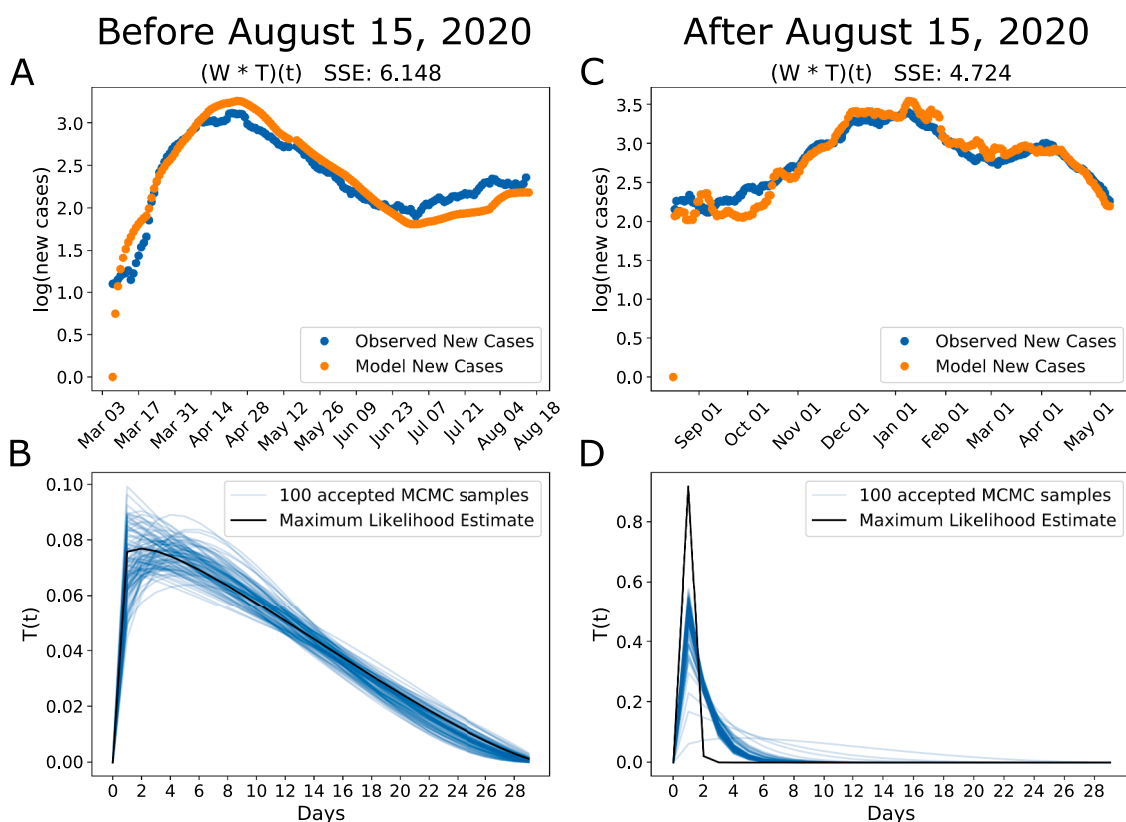 Before August 15, 2020
After August 15, 2020
A
(W * T)(t) SSE: 6.148
log(new cases)
3.0
2.5
2.0
1.5
1.0
0.5
0.0
Observed New Cases
Model New Cases
Mar 03
Mar 17
Mar 31
Apr 14
Apr 28
May 12
May 26
Jun 09
Jun 23
Jul 07
Jul 21
Aug 04
Aug 18
C
(W * T)(t) SSE: 4.724
log(new cases)
3.5
3.0
2.5
2.0
1.5
1.0
0.5
0.0
Observed New Cases
Model New Cases
Sep 01
Oct 01
Nov 01
Dec 01
Jan 01
Feb 01
Mar 01
Apr 01
May 01
B
T(t)
0.10
0.08
0.06
0.04
0.02
0.00
100 accepted MCMC samples
Maximum Likelihood Estimate
0 2 4 6 8 10 12 14 16 18 20 22 24 26 28
Days
D
T(t)
0.8
0.6
0.4
0.2
0.0
100 accepted MCMC samples
Maximum Likelihood Estimate
0 2 4 6 8 10 12 14 16 18 20 22 24 26 28
Days